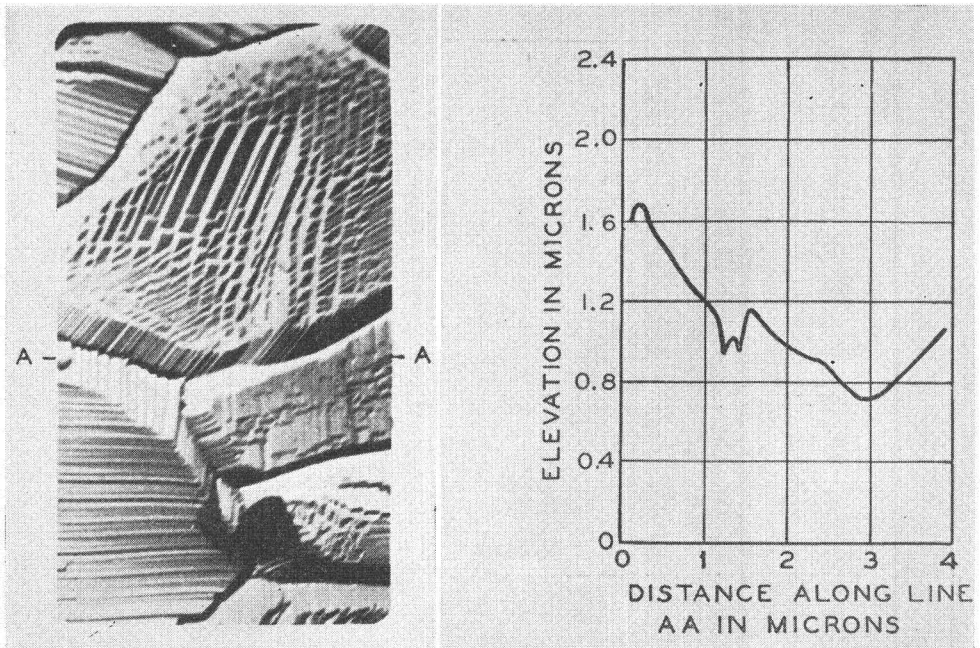 A
A
ELEVATION IN MICRONS
2.4
2.0
1.6
1.2
0.8
0.4
0
0 1 2 3 4
DISTANCE ALONG LINE
AA IN MICRONS